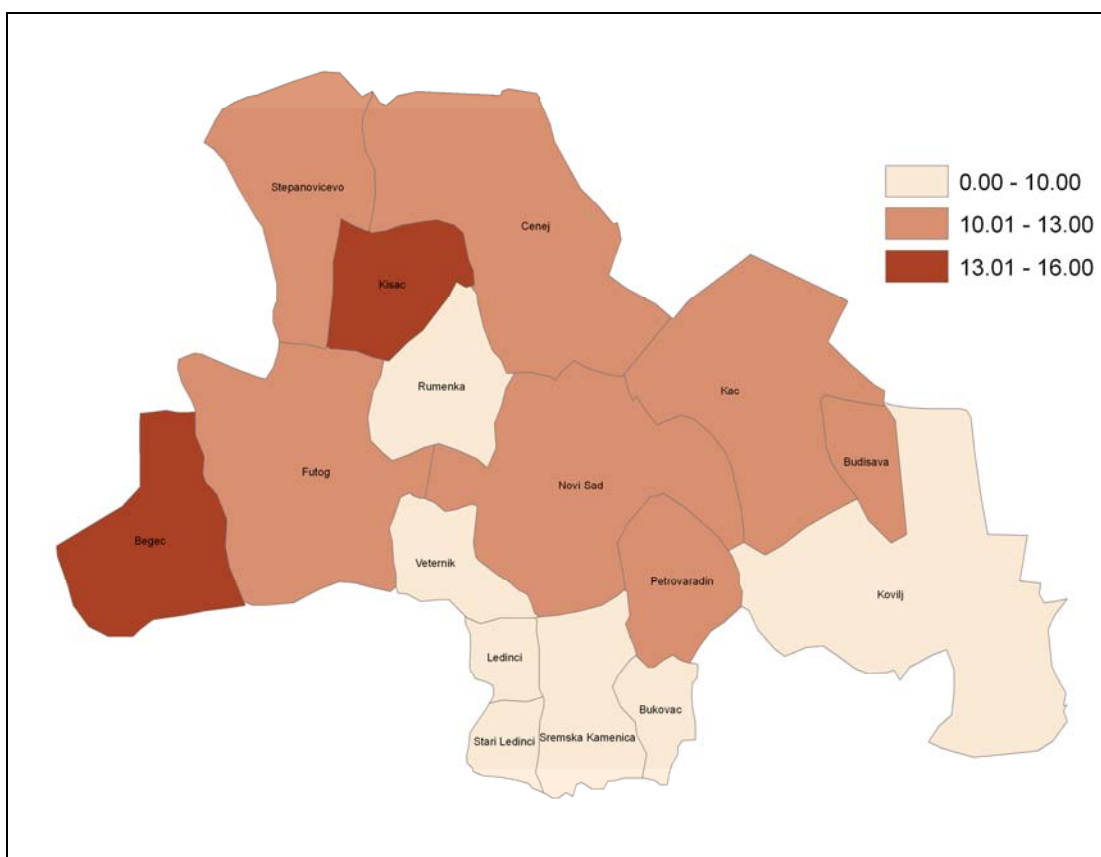 0.00 - 10.00
Stepanovicevo
10.01 - 13.00
Cenej
13.01 - 16.00
Kisac
Rumenka
Kac
Budisava
Futog
Novi Sad
Begec
Veternik
Petrovaradin
Kovilj
Ledinci
Bukovac
Stari Ledinci
Sremska Kamenica